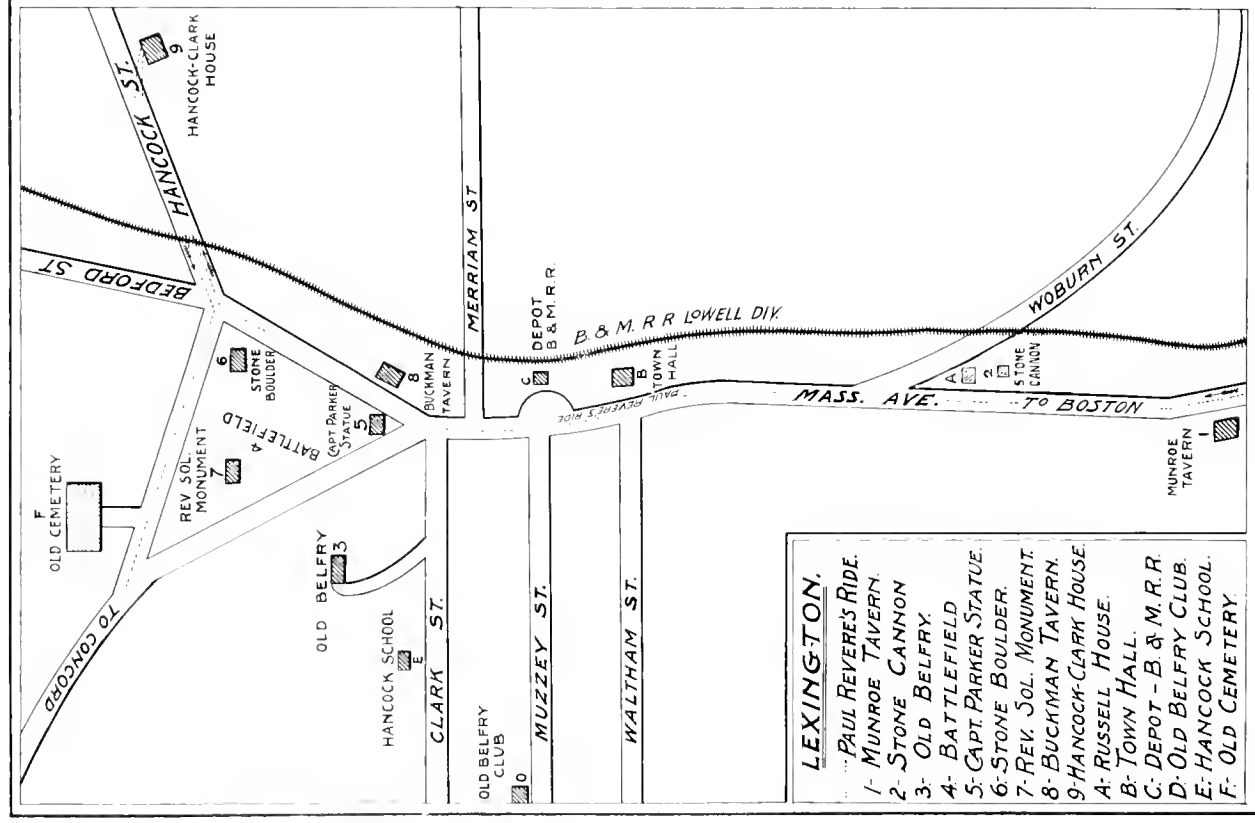 HANCOCK ST.
9
HANCOCK-CLARK
HOUSE
BEDFORD ST
6
STONE
BOULDER
MERRIAM ST
DEPOT
B & M. R.R.
C
B. & M. R R LOWELL DIV.
WOBURN ST.
8
BUCKMAN
TAVERN
B
TOWN
HALL
PAUL REVERE'S RIDE
A
2
STONE
CANNON
MASS. AVE.
TO BOSTON
CAPT PARKER
STATUE
5
BATTLEFIELD
4
REV SOL.
MONUMENT
7
F
OLD CEMETERY
TO CONCORD
OLD BELFRY
3
HANCOCK SCHOOL
E
CLARK ST.
OLD BELFRY
CLUB
D
MUZZEY ST.
WALTHAM ST.
MUNROE
TAVERN
1
LEXINGTON.
···· PAUL REVERE'S RIDE.
1- MUNROE TAVERN.
2- STONE CANNON
3- OLD BELFRY.
4- BATTLEFIELD
5- CAPT. PARKER STATUE.
6- STONE BOULDER.
7- REV. SOL. MONUMENT.
8- BUCKMAN TAVERN.
9- HANCOCK-CLARK HOUSE.
A- RUSSELL HOUSE.
B- TOWN HALL.
C- DEPOT - B. & M. R.R.
D- OLD BELFRY CLUB.
E- HANCOCK SCHOOL.
F- OLD CEMETERY